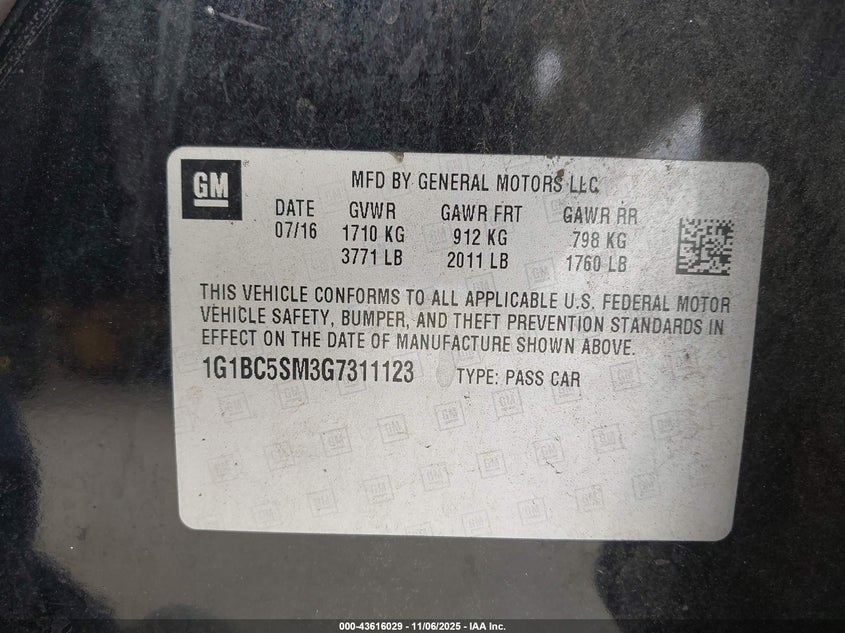 GM
MFD BY GENERAL MOTORS LLC
DATE GVWR GAWR FRT GAWR RR
07/16 1710 KG 912 KG 798 KG
3771 LB 2011 LB 1760 LB
THIS VEHICLE CONFORMS TO ALL APPLICABLE U.S. FEDERAL MOTOR
VEHICLE SAFETY, BUMPER, AND THEFT PREVENTION STANDARDS IN
EFFECT ON THE DATE OF MANUFACTURE SHOWN ABOVE.
1G1BC5SM3G7311123 TYPE: PASS CAR
000-43616029 - 11/06/2025 - IAA Inc.